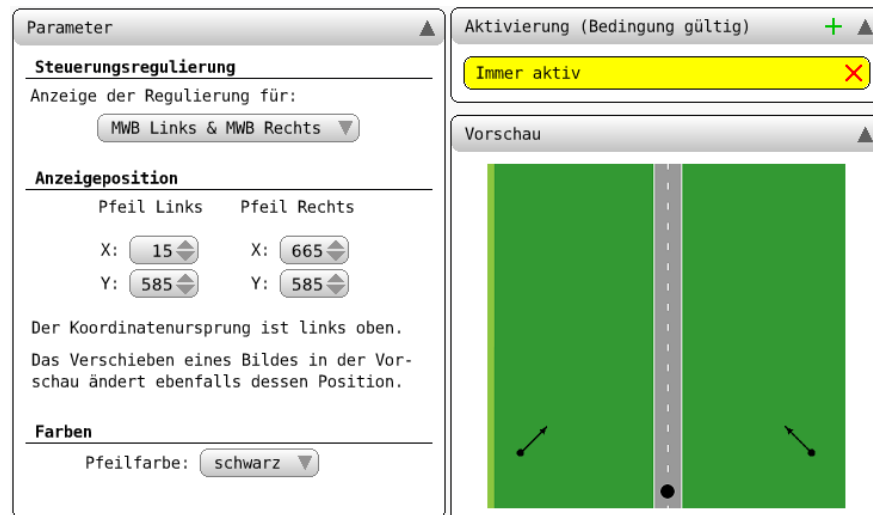 Parameter
Steuerungsregulierung
Anzeige der Regulierung für:
MWB Links & MWB Rechts
Anzeigeposition
Pfeil Links Pfeil Rechts
X: 15 X: 665
Y: 585 Y: 585
Der Koordinatenursprung ist links oben.
Das Verschieben eines Bildes in der Vor-
schau ändert ebenfalls dessen Position.
Farben
Pfeilfarbe: schwarz
Aktivierung (Bedingung gültig)
Immer aktiv
Vorschau